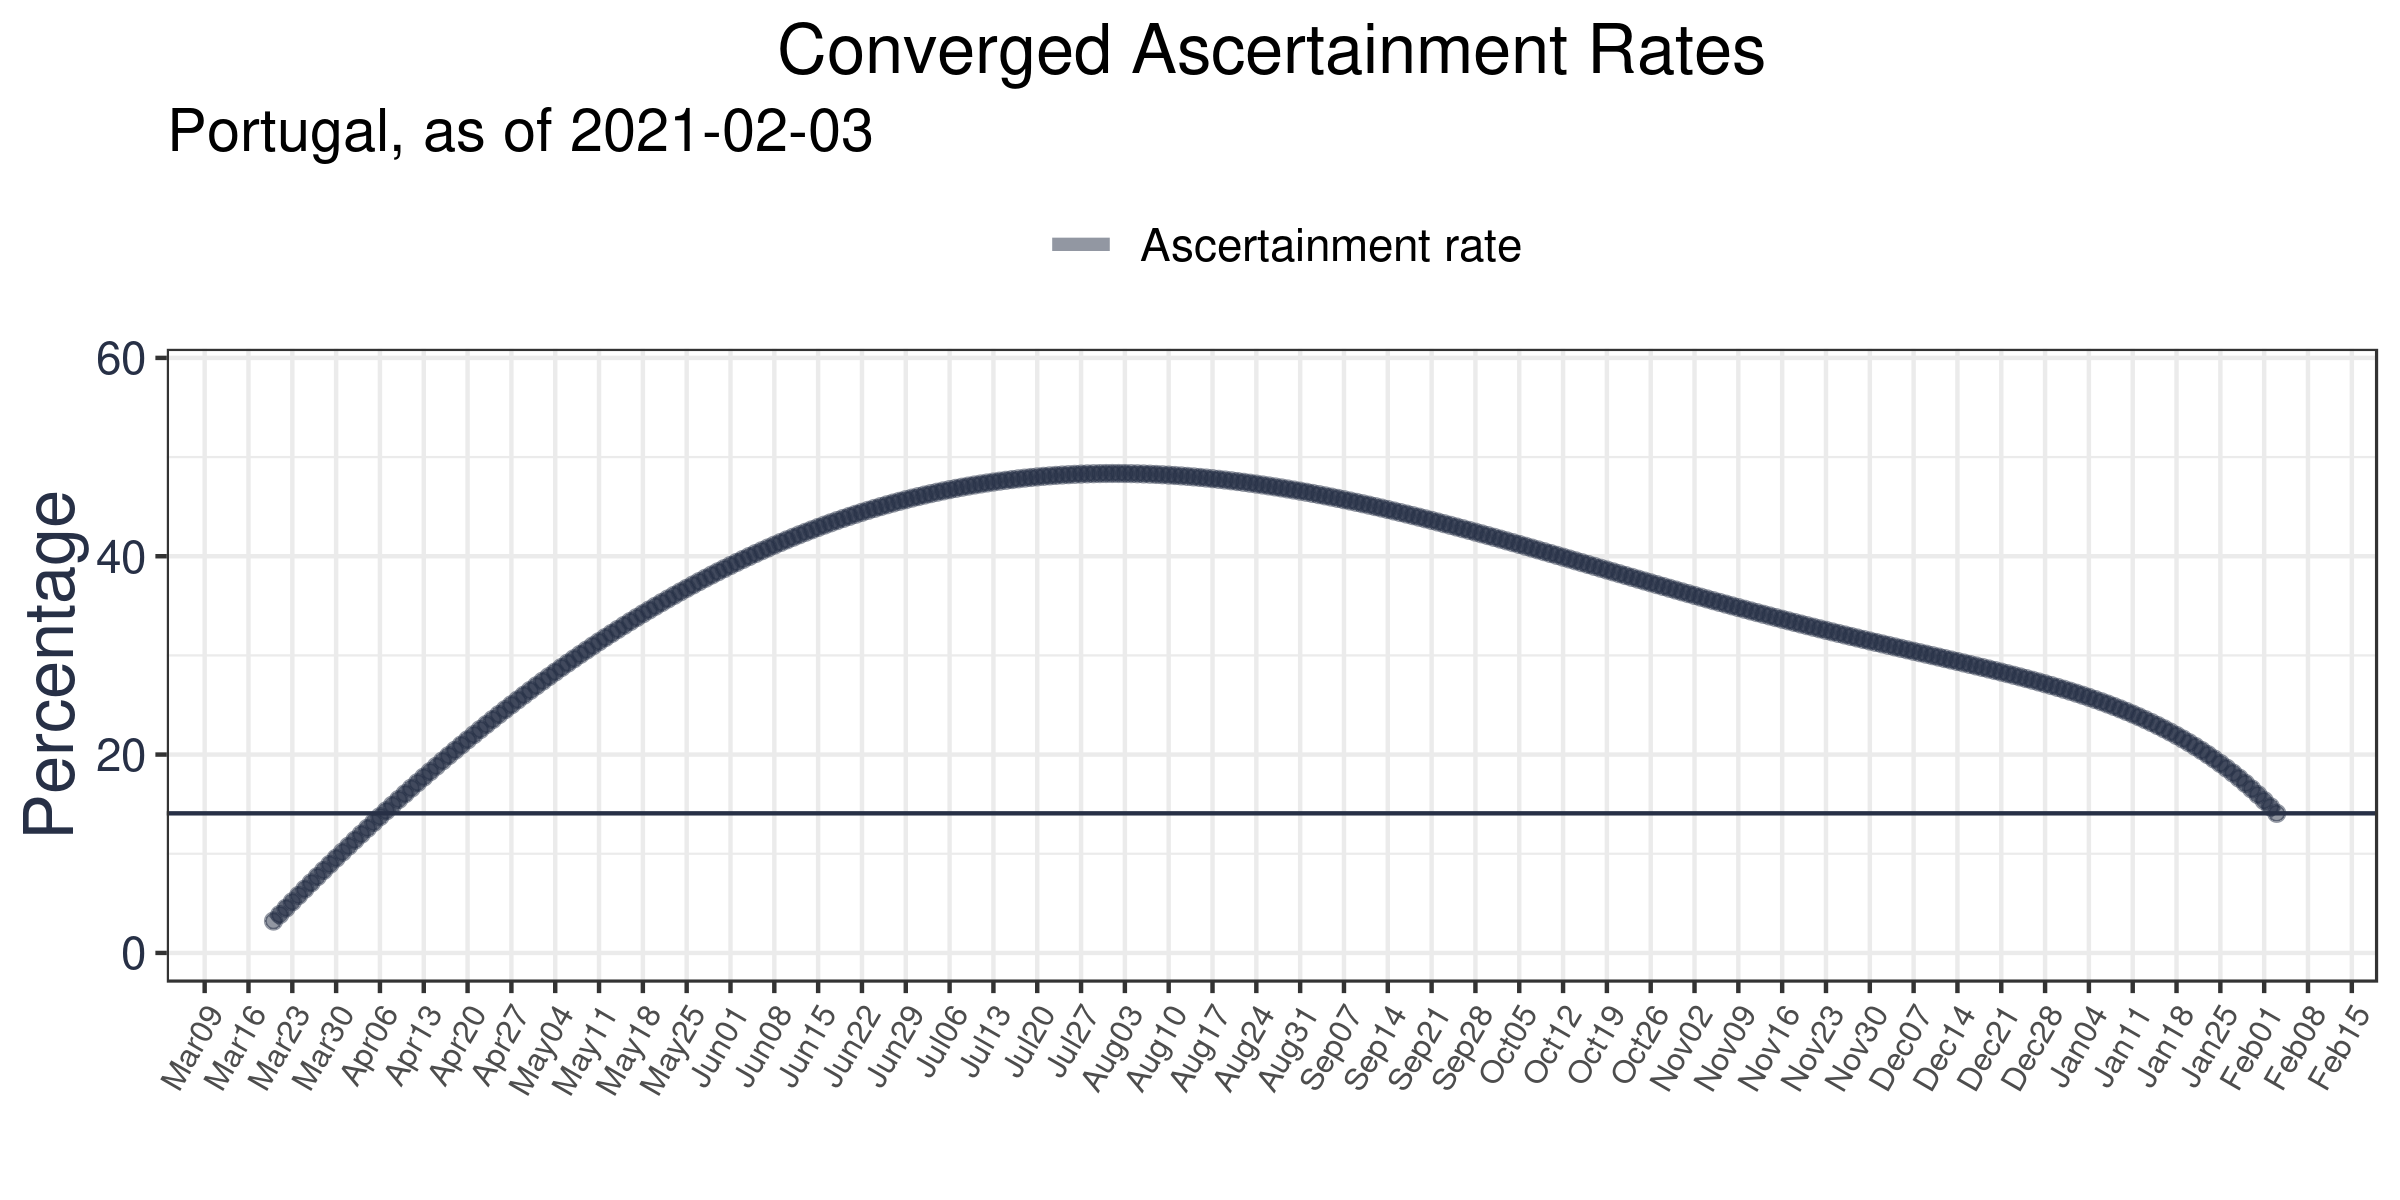 Converged Ascertainment Rates
Portugal, as of 2021-02-03
Ascertainment rate
Percentage
60
40
20
0
Mar09 Mar16 Mar23 Mar30 Apr06 Apr13 Apr20 Apr27 May04 May11 May18 May25 Jun01 Jun08 Jun15 Jun22 Jun29 Jul06 Jul13 Jul20 Jul27 Aug03 Aug10 Aug17 Aug24 Aug31 Sep07 Sep14 Sep21 Sep28 Oct05 Oct12 Oct19 Oct26 Nov02 Nov09 Nov16 Nov23 Nov30 Dec07 Dec14 Dec21 Dec28 Jan04 Jan11 Jan18 Jan25 Feb01 Feb08 Feb15